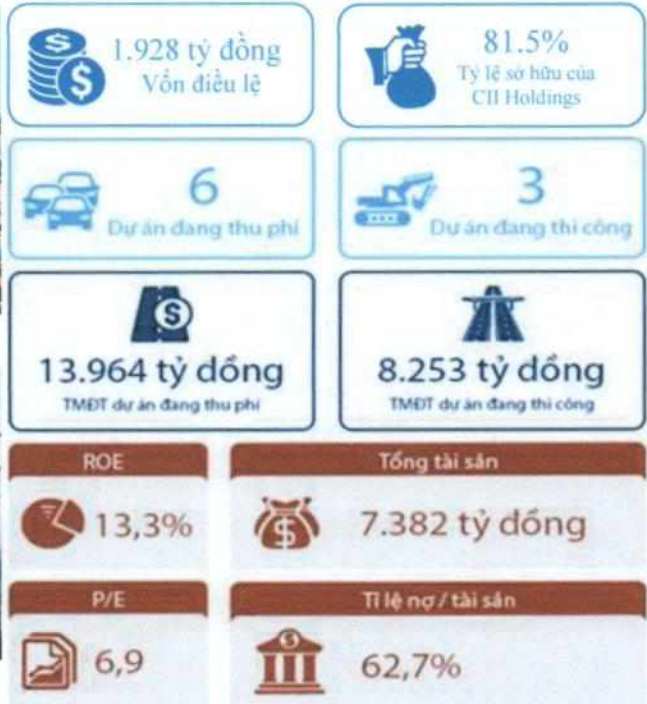 1.928 tỷ đồng
Vốn điều lệ
81.5%
Tỷ lệ sở hữu của
CII Holdings
6
Dự án đang thu phí
3
Dự án đang thi công
13.964 tỷ đồng
TMĐT dự án đang thu phí
8.253 tỷ đồng
TMĐT dự án đang thi công
ROE
13,3%
Tổng tài sản
7.382 tỷ đồng
P/E
6,9
Tỉ lệ nợ / tài sản
62,7%